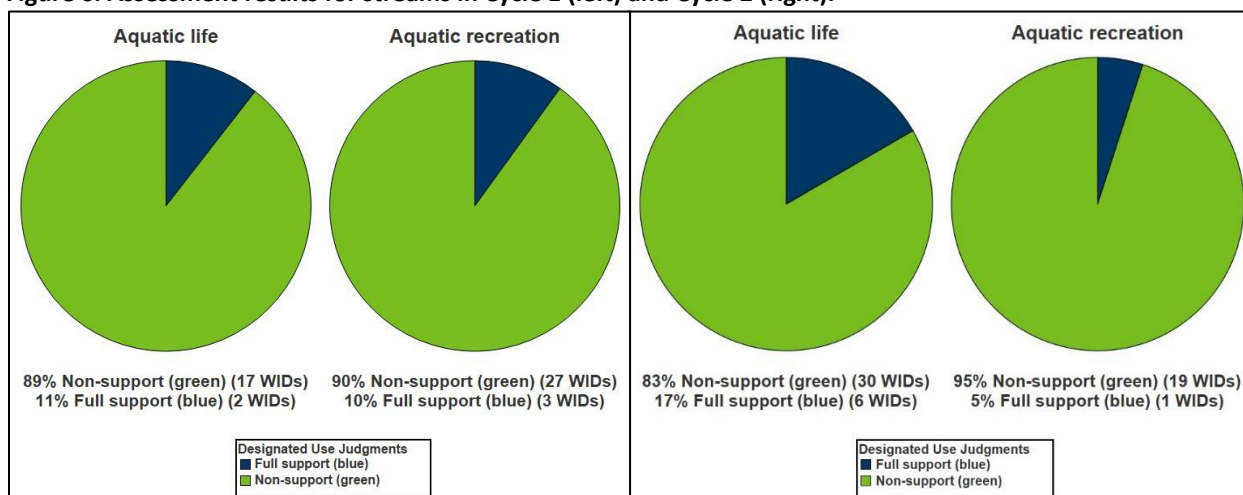 Figure Assessment results for streams in Cycle 1 (left) and Cycle 2 (right).
Aquatic life
Aquatic recreation
89% Non-support (green) (17 WIDs)
11% Full support (blue) (2 WIDs)
90% Non-support (green) (27 WIDs)
10% Full support (blue) (3 WIDs)
Designated Use Judgments
Full support (blue)
Non-support (green)
Aquatic life
Aquatic recreation
83% Non-support (green) (30 WIDs)
17% Full support (blue) (6 WIDs)
95% Non-support (green) (19 WIDs)
5% Full support (blue) (1 WIDs)
Designated Use Judgments
Full support (blue)
Non-support (green)